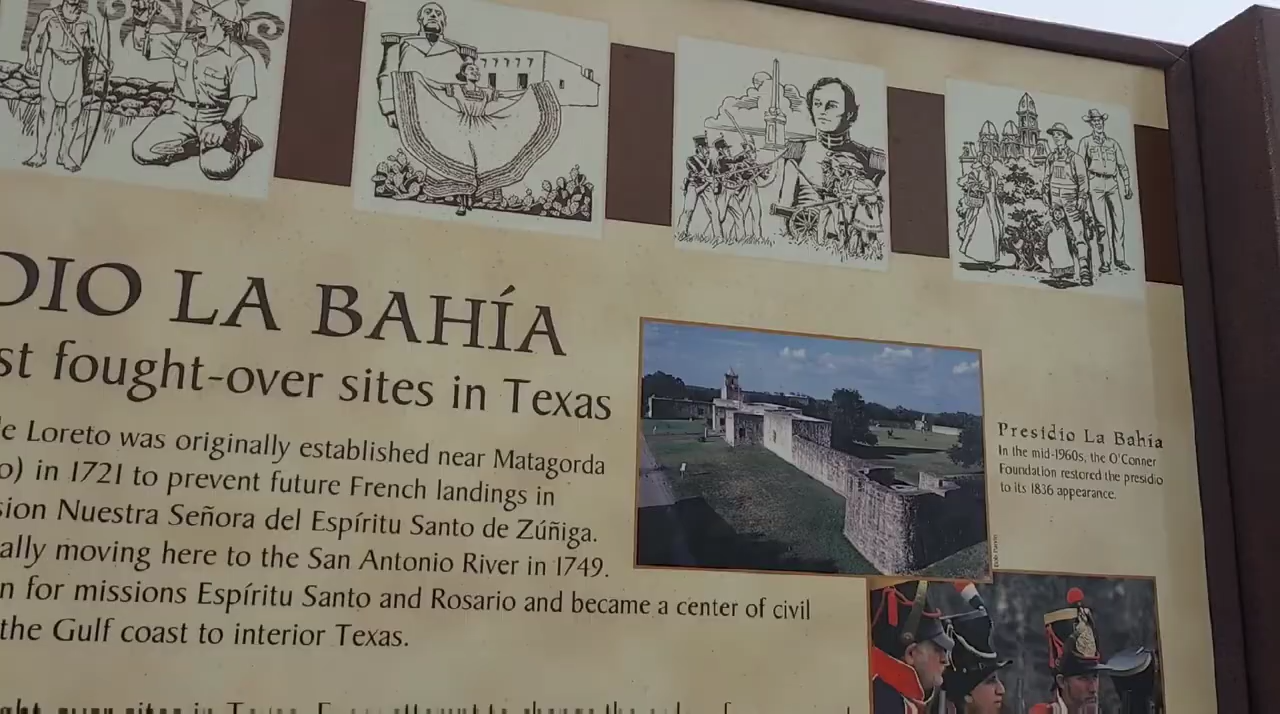 DIO LA BAHÍA
st fought-over sites in Texas
le Loreto was originally established near Matagorda
o) in 1721 to prevent future French landings in
sion Nuestra Señora del Espíritu Santo de Zúñiga.
ally moving here to the San Antonio River in 1749.
n for missions Espíritu Santo and Rosario and became a center of civil
the Gulf coast to interior Texas.
Presidio La Bahía
In the mid-1960s, the O'Conner
Foundation restored the presidio
to its 1836 appearance.